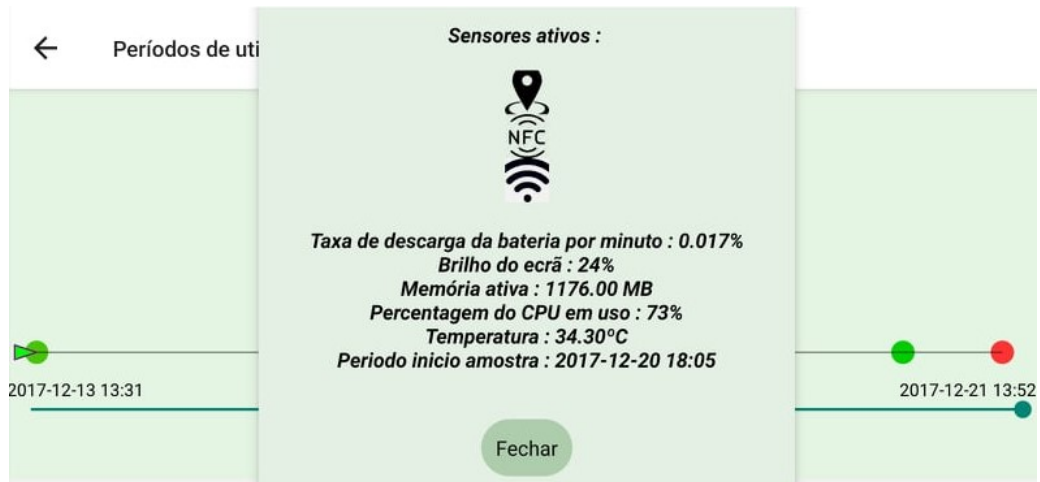 Sensores ativos :
Períodos de uti
NFC
Taxa de descarga da bateria por minuto : 0.017%
Brilho do ecrã : 24%
Memória ativa : 1176.00 MB
Percentagem do CPU em uso : 73%
Temperatura : 34.30ºC
Periodo inicio amostra : 2017-12-20 18:05
2017-12-13 13:31
2017-12-21 13:52
Fechar